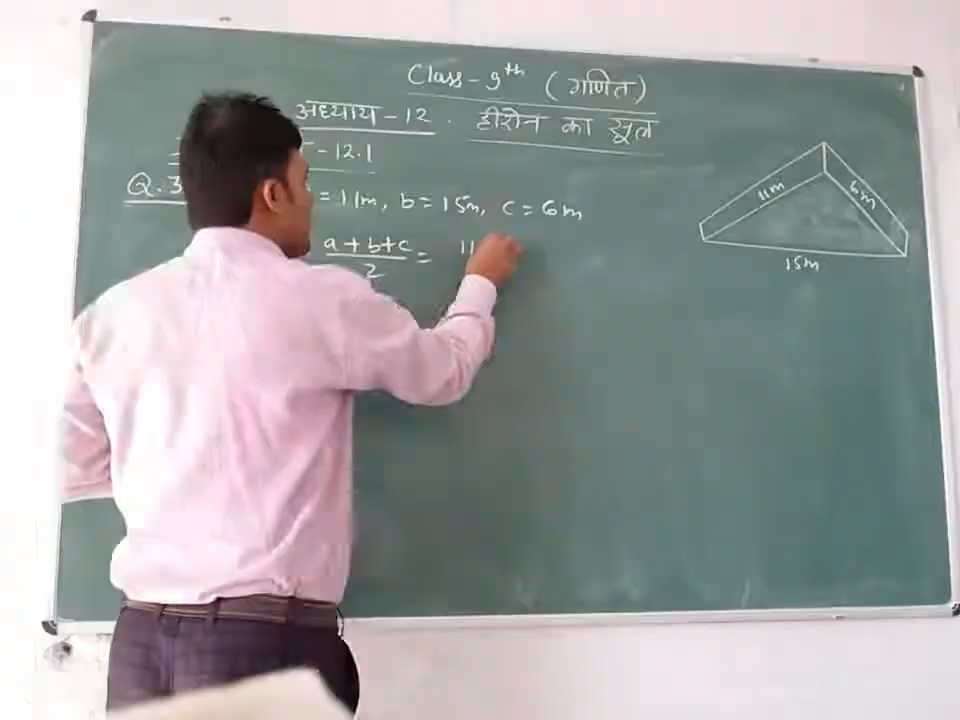 Class - 9th (गणित)
अध्याय - 12. हीरोन का सूत्र
- 12.1
Q. 3 = 11m, b = 15m, c = 6m
a+b+c
2
= 11
11m
6m
15m